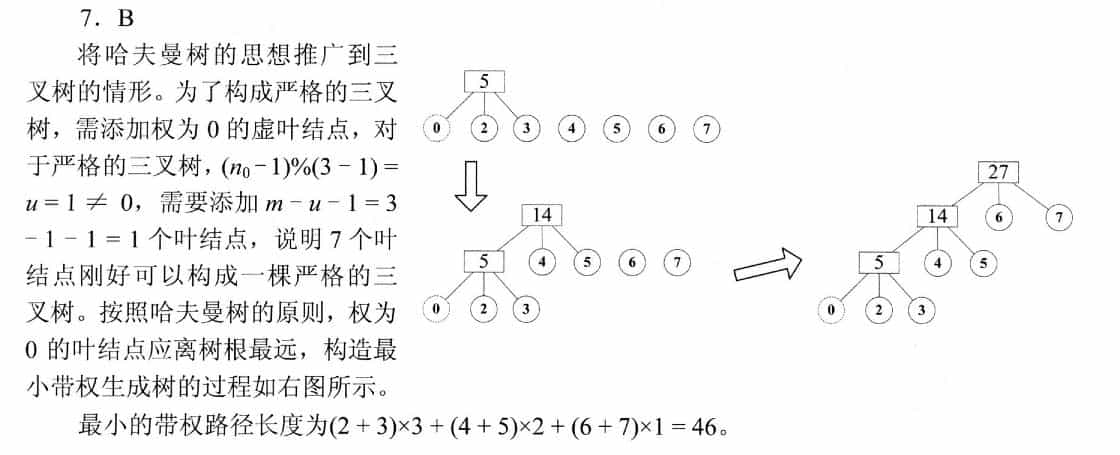 7．B
将哈夫曼树的思想推广到三
叉树的情形。为了构成严格的三叉
树，需添加权为 0 的虚叶结点，对
于严格的三叉树，(n₀－1)%(3－1)＝
u＝1 ≠ 0，需要添加 m－u－1＝3
－1－1＝1 个叶结点，说明 7 个叶
结点刚好可以构成一棵严格的三
叉树。按照哈夫曼树的原则，权为
0 的叶结点应离树根最远，构造最
小带权生成树的过程如右图所示。
5
0 2 3 4 5 6 7
14
5 4 5 6 7
0 2 3
27
14 6 7
5 4 5
0 2 3
最小的带权路径长度为(2＋3)×3＋(4＋5)×2＋(6＋7)×1＝46。